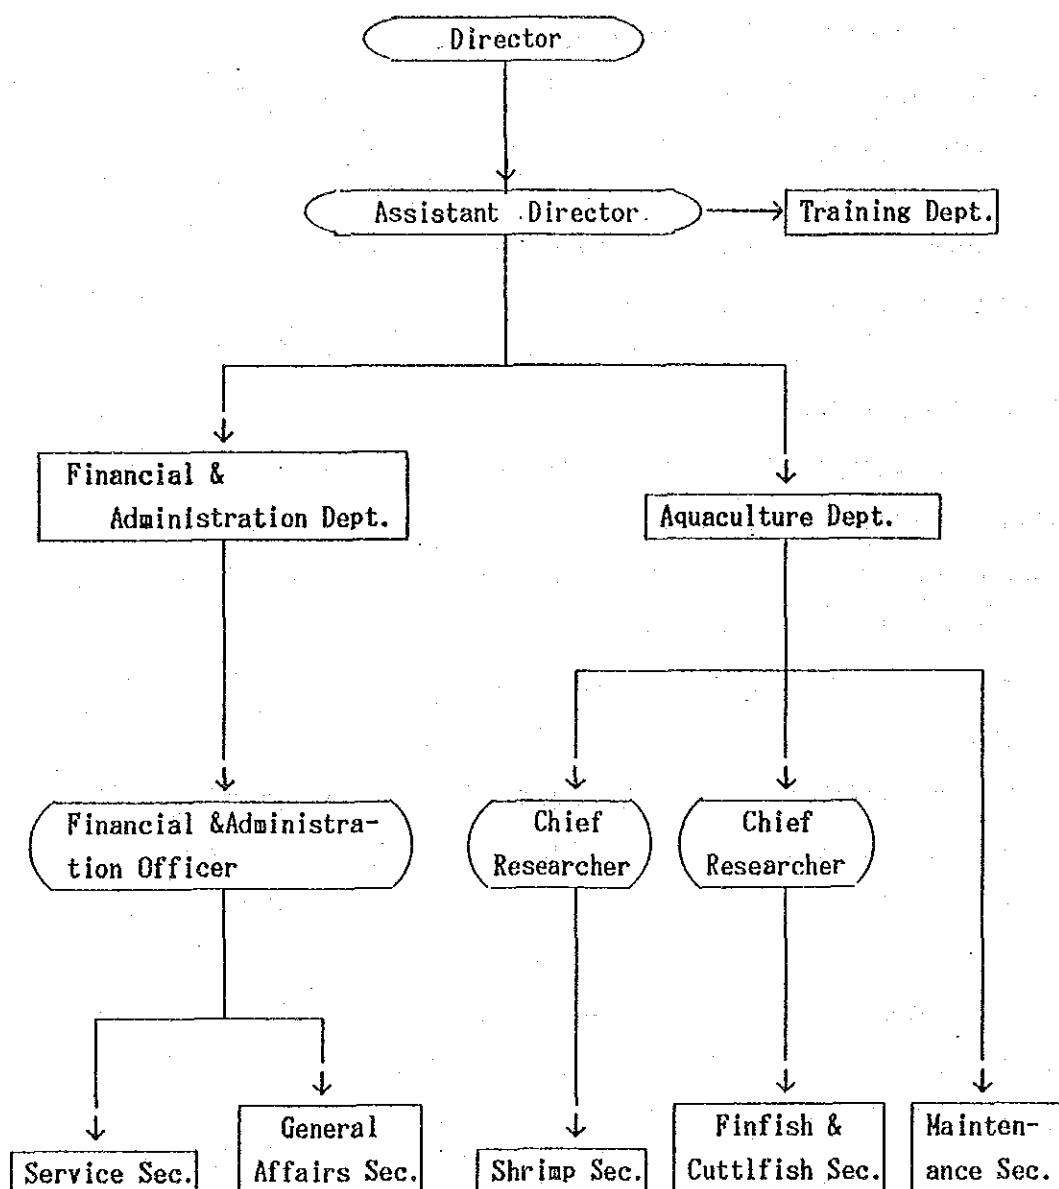 Director
Assistant Director
Training Dept.
Financial &
Administration Dept.
Aquaculture Dept.
Financial &Administra-
tion Officer
Chief
Researcher
Chief
Researcher
Service Sec.
General
Affairs Sec.
Shrimp Sec.
Finfish &
Cuttlfish Sec.
Mainten-
ance Sec.